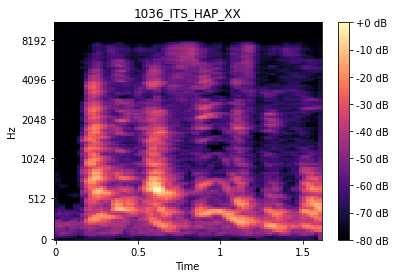 1036_ITS_HAP_XX
+0 dB
8192
-10 dB
4096
-20 dB
-30 dB
2048
Hz
-40 dB
1024
-50 dB
512
-60 dB
-70 dB
0
-80 dB
0 0.5 1 1.5
Time